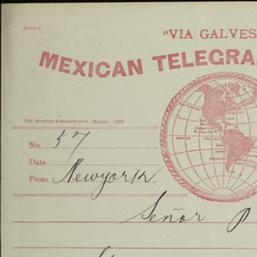 "VIA GALVES
MEXICAN TELEGRA
No. 57
Date
From Newyork
Señor P